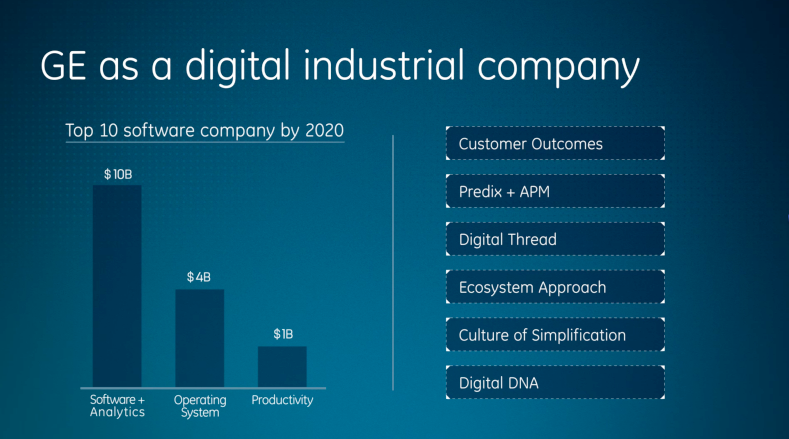 GE as a digital industrial company
Top 10 software company by 2020
$10B
$4B
$1B
Software +
Analytics
Operating
System
Productivity
Customer Outcomes
Predix + APM
Digital Thread
Ecosystem Approach
Culture of Simplification
Digital DNA